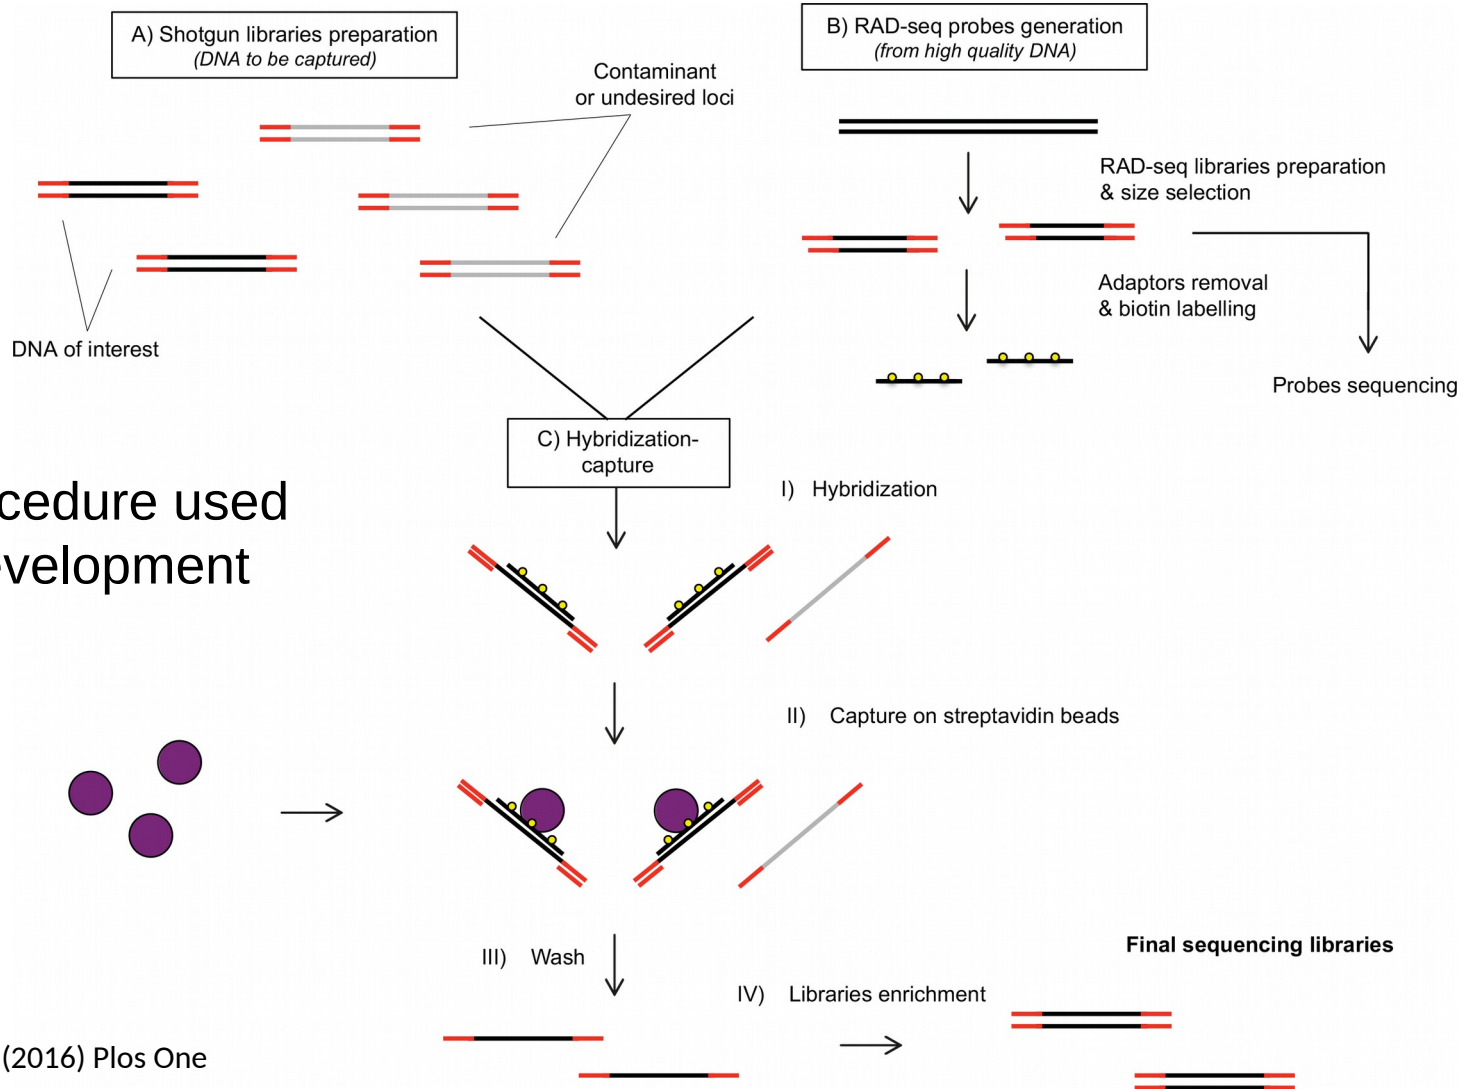 A) Shotgun libraries preparation
(DNA to be captured)
B) RAD-seq probes generation
(from high quality DNA)
Contaminant
or undesired loci
RAD-seq libraries preparation
& size selection
Adaptors removal
& biotin labelling
DNA of interest
Probes sequencing
C) Hybridization-
capture
I) Hybridization
cedure used
evelopment
II) Capture on streptavidin beads
III) Wash
Final sequencing libraries
IV) Libraries enrichment
(2016) Plos One